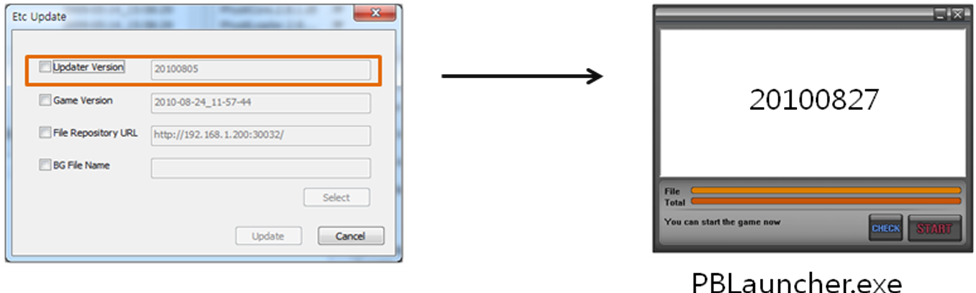 Etc Update
Updater Version 20100805
Game Version 2010-08-24_11-57-44
File Repository URL http://192.168.1.200:30032/
BG File Name
Select
Update Cancel
20100827
File
Total
You can start the game now
CHECK START
PBLauncher.exe